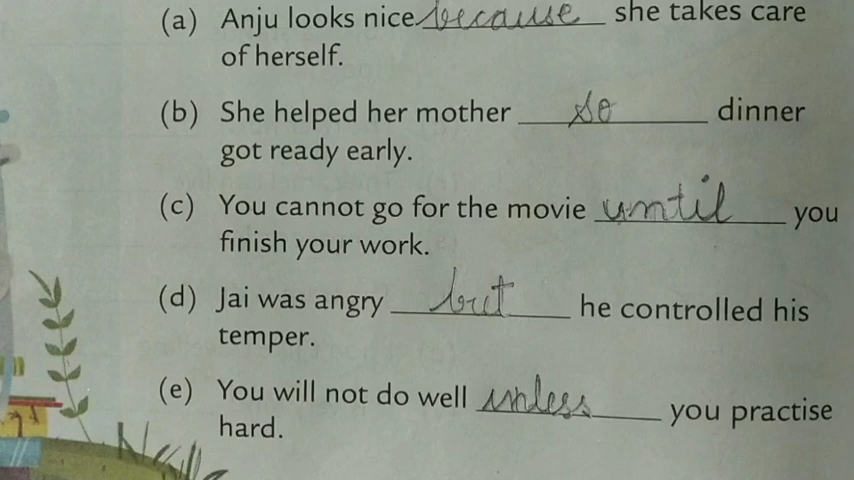 (a) Anju looks nice because she takes care
of herself.
(b) She helped her mother so dinner
got ready early.
(c) You cannot go for the movie until you
finish your work.
(d) Jai was angry but he controlled his
temper.
(e) You will not do well unless you practise
hard.